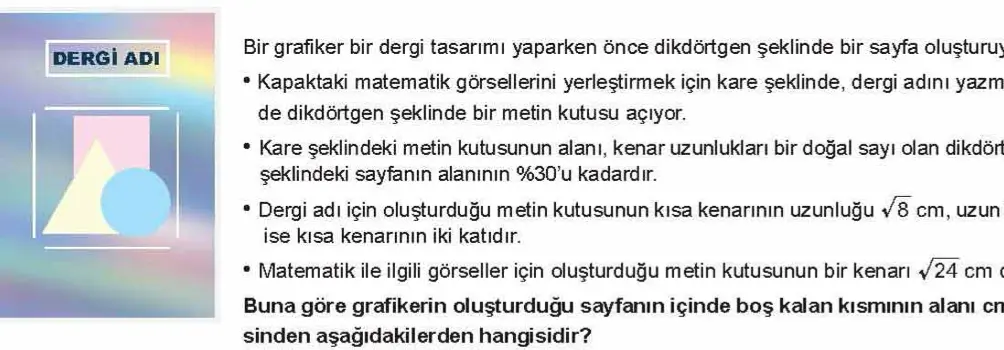 DERGİ ADI
Bir grafiker bir dergi tasarımı yaparken önce dikdörtgen şeklinde bir sayfa
• Kapaktaki matematik görsellerini yerleştirmek için kare şeklinde, dergi adını
de dikdörtgen şeklinde bir metin kutusu açıyor.
• Kare şeklindeki metin kutusunun alanı, kenar uzunlukları bir doğal sayı olan
şeklindeki sayfanın alanının %30'u kadardır.
• Dergi adı için oluşturduğu metin kutusunun kısa kenarının uzunluğu √8 cm, uzun
ise kısa kenarının iki katıdır.
• Matematik ile ilgili görseller için oluşturduğu metin kutusunun bir kenarı √24 cm
Buna göre grafikerin oluşturduğu sayfanın içinde boş kalan kısmının alanı
sinden aşağıdakilerden hangisidir?